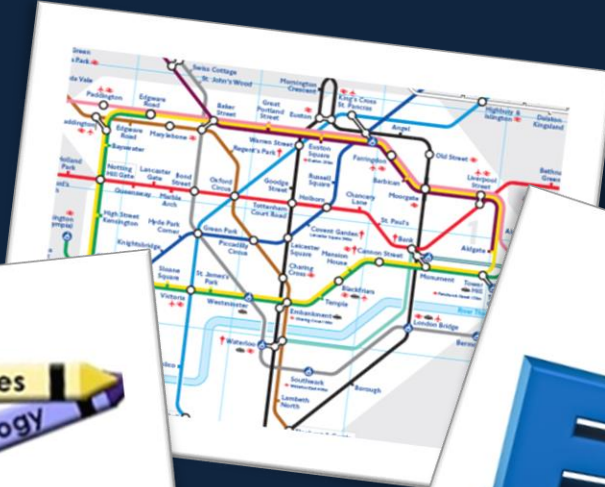 Swiss Cottage
St. John's Wood
Mornington
Crescent
King's Cross
St. Pancras
Highbury &
Islington
Dalston
Kingsland
Paddington
Edgware
Road
Baker
Street
Great
Portland
Street
Euston
Angel
Edgware
Road
Marylebone
Warren Street
Regent's Park
Euston
Square
Farringdon
Old Street
Bayswater
Barbican
Liverpool
Street
Bethnal
Green
Holland
Park
Notting
Hill Gate
Lancaster
Gate
Bond
Street
Oxford
Circus
Goodge
Street
Russell
Square
Chancery
Lane
Moorgate
Queensway
Marble
Arch
Tottenham
Court Road
Holborn
St. Paul's
High Street
Kensington
Hyde Park
Corner
Green Park
Covent Garden
Bank
Aldgate
Knightsbridge
Piccadilly
Circus
Leicester
Square
Mansion
House
Cannon Street
Sloane
Square
St. James's
Park
Charing
Cross
Monument
Tower
Hill
Victoria
Westminster
Blackfriars
Temple
Embankment
Waterloo
London Bridge
Southwark
Borough
Lambeth
North
es
ogy
E